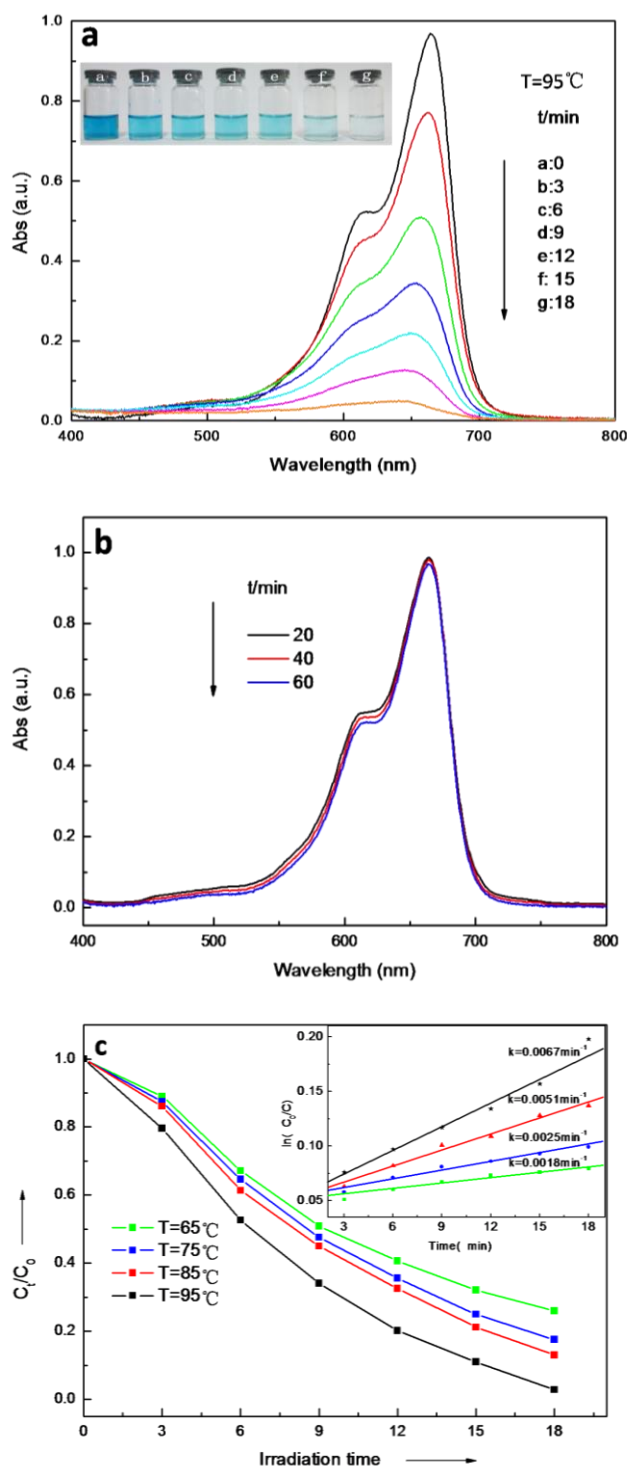 a
1.0
0.8
0.6
0.4
0.2
0.0
Abs (a.u.)
a b c d e f g
T=95℃
t/min
a:0
b:3
c:6
d:9
e:12
f: 15
g:18
400 500 600 700 800
Wavelength (nm)
b
1.0
0.8
0.6
0.4
0.2
0.0
Abs (a.u.)
t/min
20
40
60
400 500 600 700 800
Wavelength (nm)
c
1.0
0.8
0.6
0.4
0.2
0.0
Ct/C0
T=65℃
T=75℃
T=85℃
T=95℃
0.20
0.15
0.10
0.05
ln( C0/C)
k=0.0067min-1
k=0.0051min-1
k=0.0025min-1
k=0.0018min-1
3 6 9 12 15 18
Time( min)
0 3 6 9 12 15 18
Irradiation time